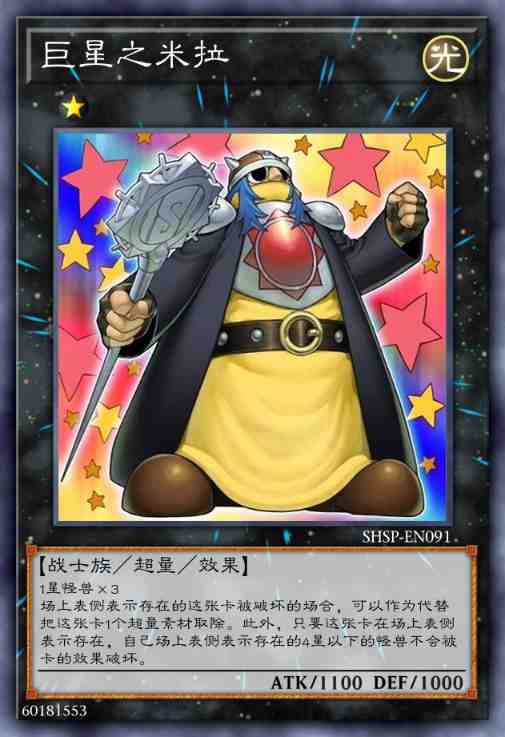 巨星之米拉
光
SHSP-EN091
【战士族／超量／效果】
1星怪兽×3
场上表侧表示存在的这张卡被破坏的场合，可以作为代替
把这张卡1个超量素材取除。此外，只要这张卡在场上表侧
表示存在，自己场上表侧表示存在的4星以下的怪兽不会被
卡的效果破坏。
ATK/1100 DEF/1000
60181553